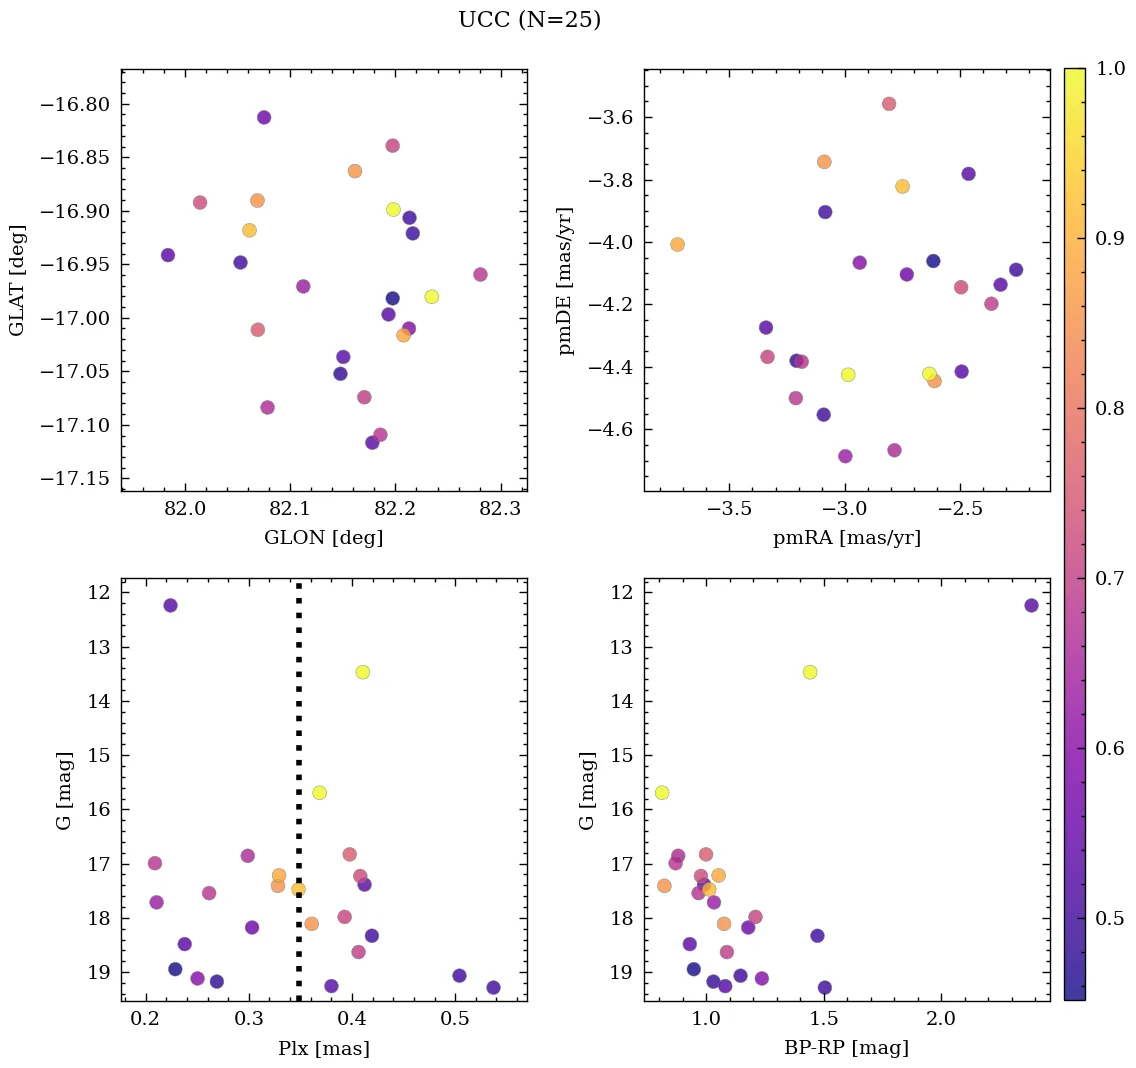 UCC (N=25)
−16.80
−16.85
−16.90
−16.95
−17.00
−17.05
−17.10
−17.15
GLAT [deg]
82.0 82.1 82.2 82.3
GLON [deg]
−3.6
−3.8
−4.0
−4.2
−4.4
−4.6
pmDE [mas/yr]
−3.5 −3.0 −2.5
pmRA [mas/yr]
12
13
14
15
16
17
18
19
G [mag]
0.2 0.3 0.4 0.5
Plx [mas]
12
13
14
15
16
17
18
19
G [mag]
1.0 1.5 2.0
BP-RP [mag]
1.0
0.9
0.8
0.7
0.6
0.5